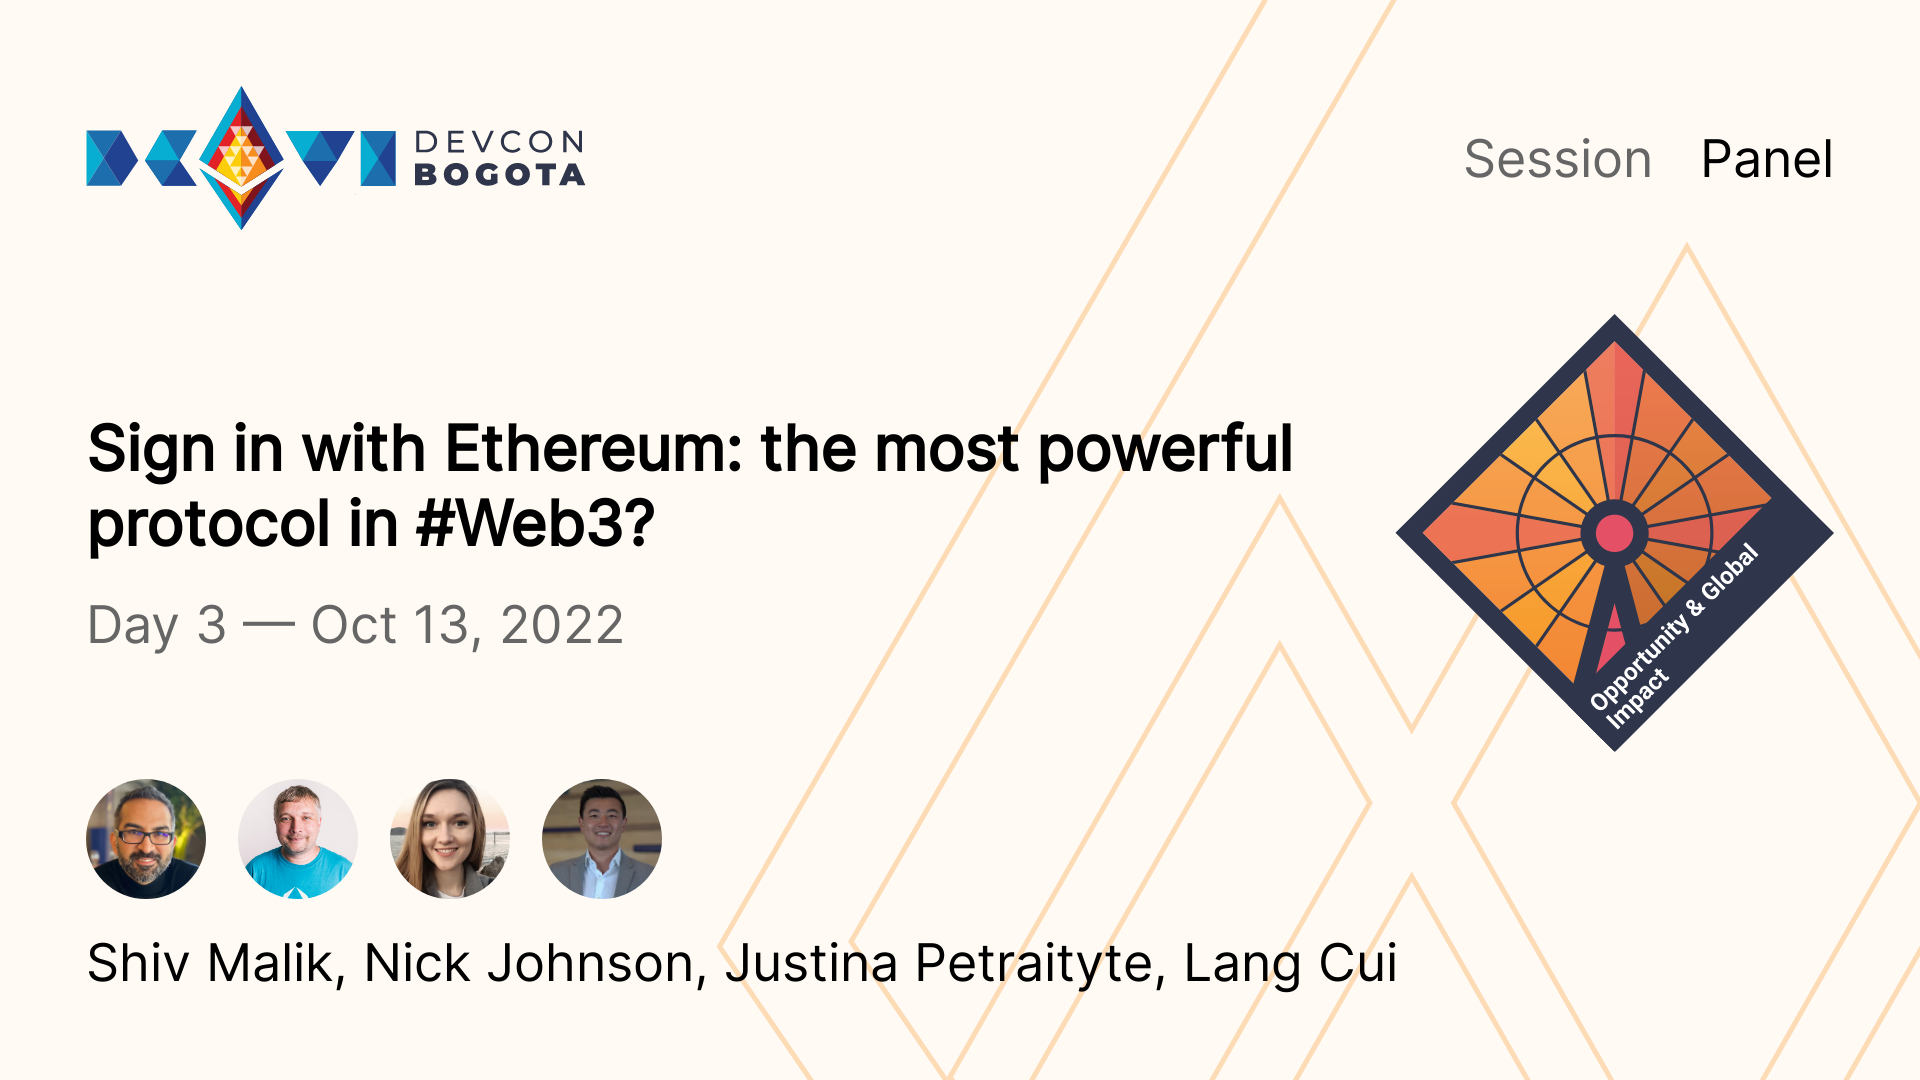 DEVCON
BOGOTA
Session Panel
Sign in with Ethereum: the most powerful
protocol in #Web3?
Day 3 — Oct 13, 2022
Opportunity & Global
Impact
Shiv Malik, Nick Johnson, Justina Petraityte, Lang Cui